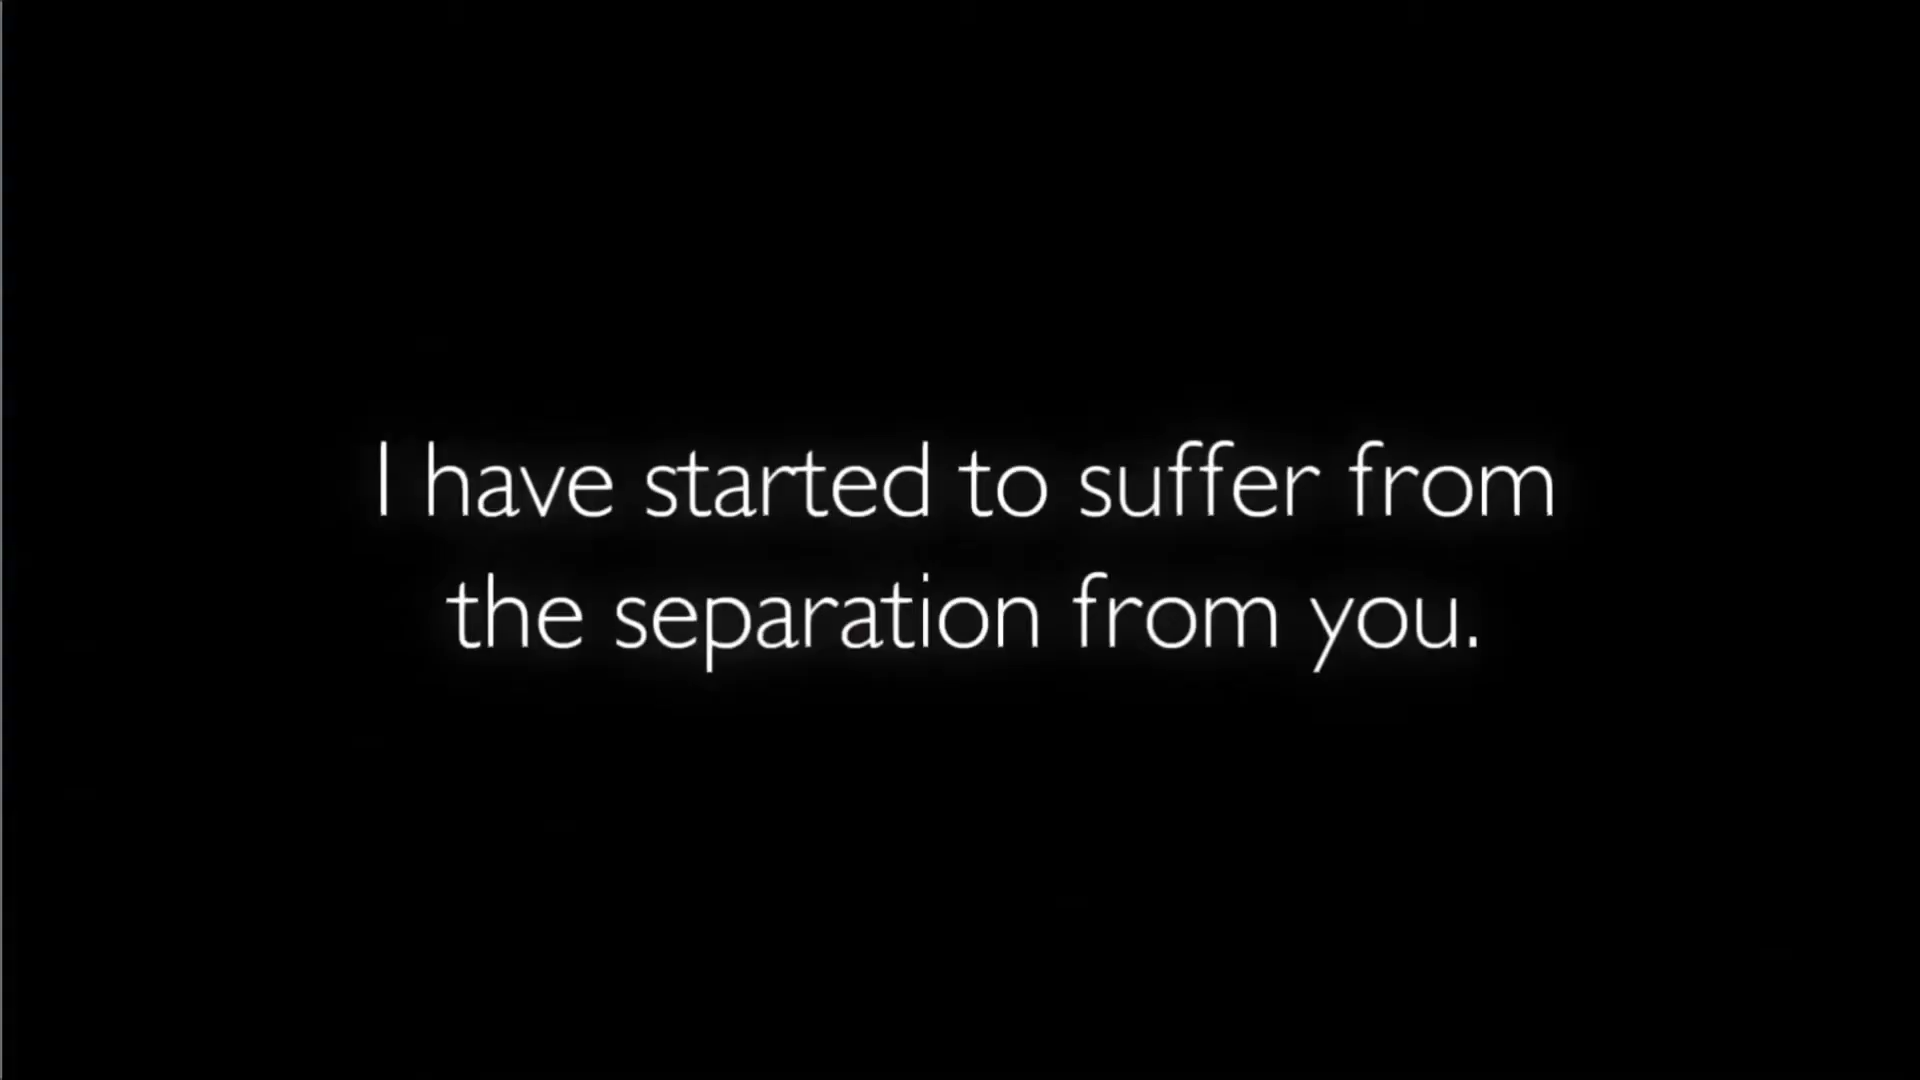 I have started to suffer from
the separation from you.